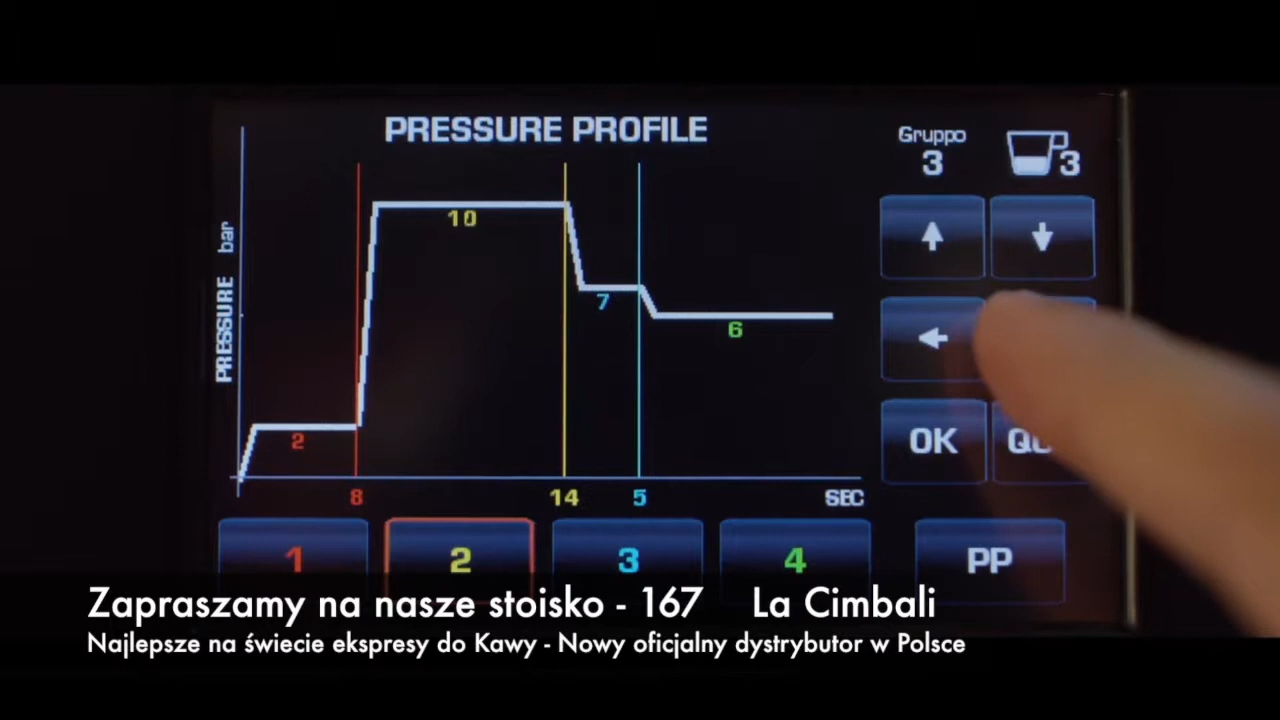 PRESSURE PROFILE
Gruppo
3
3
PRESSURE bar
10
7
6
2
OK
8
14
5
SEC
1
2
3
4
PP
Zapraszamy na nasze stoisko - 167 La Cimbali
Najlepsze na świecie ekspresy do Kawy - Nowy oficjalny dystrybutor w Polsce